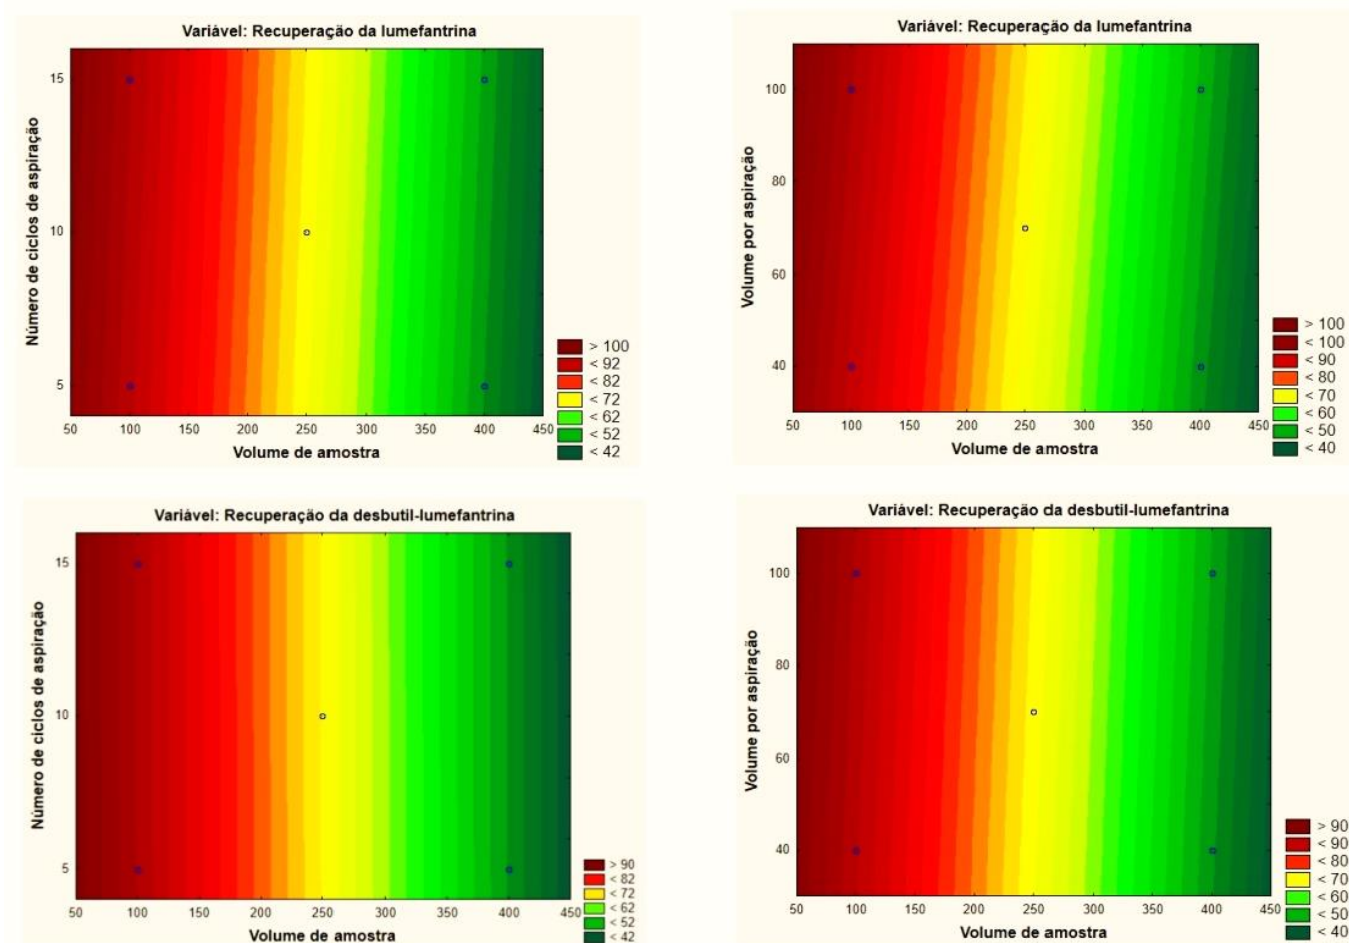 Variável: Recuperação da lumefantrina
Número de ciclos de aspiração
15
10
5
50 100 150 200 250 300 350 400 450
Volume de amostra
> 100
< 92
< 82
< 72
< 62
< 52
< 42
Variável: Recuperação da lumefantrina
Volume por aspiração
100
80
60
40
50 100 150 200 250 300 350 400 450
Volume de amostra
> 100
< 100
< 90
< 80
< 70
< 60
< 50
< 40
Variável: Recuperação da desbutil-lumefantrina
Número de ciclos de aspiração
15
10
5
50 100 150 200 250 300 350 400 450
Volume de amostra
> 90
< 82
< 72
< 62
< 52
< 42
Variável: Recuperação da desbutil-lumefantrina
Volume por aspiração
100
80
60
40
50 100 150 200 250 300 350 400 450
Volume de amostra
> 90
< 90
< 80
< 70
< 60
< 50
< 40